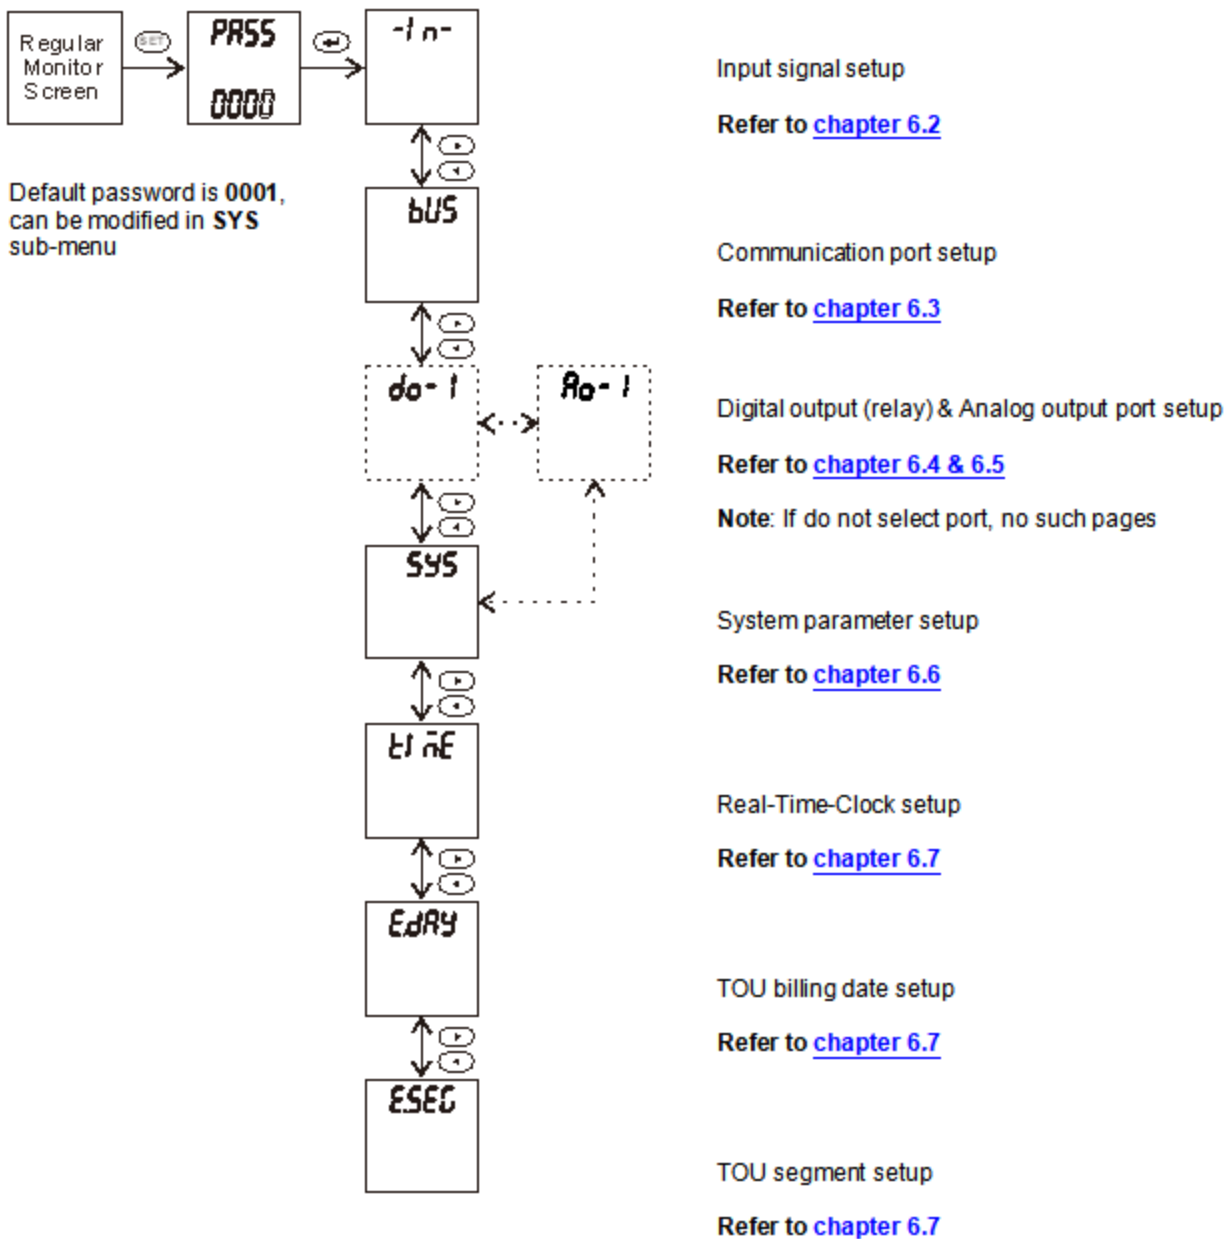 Regular
Monitor
Screen
SET
PASS
0000
-In-
Default password is 0001,
can be modified in SYS
sub-menu
Input signal setup
Refer to chapter 6.2
bUS
Communication port setup
Refer to chapter 6.3
do-1
Ao-1
Digital output (relay) & Analog output port setup
Refer to chapter 6.4 & 6.5
Note: If do not select port, no such pages
SYS
System parameter setup
Refer to chapter 6.6
tImE
Real-Time-Clock setup
Refer to chapter 6.7
E.dAY
TOU billing date setup
Refer to chapter 6.7
E.SEG
TOU segment setup
Refer to chapter 6.7